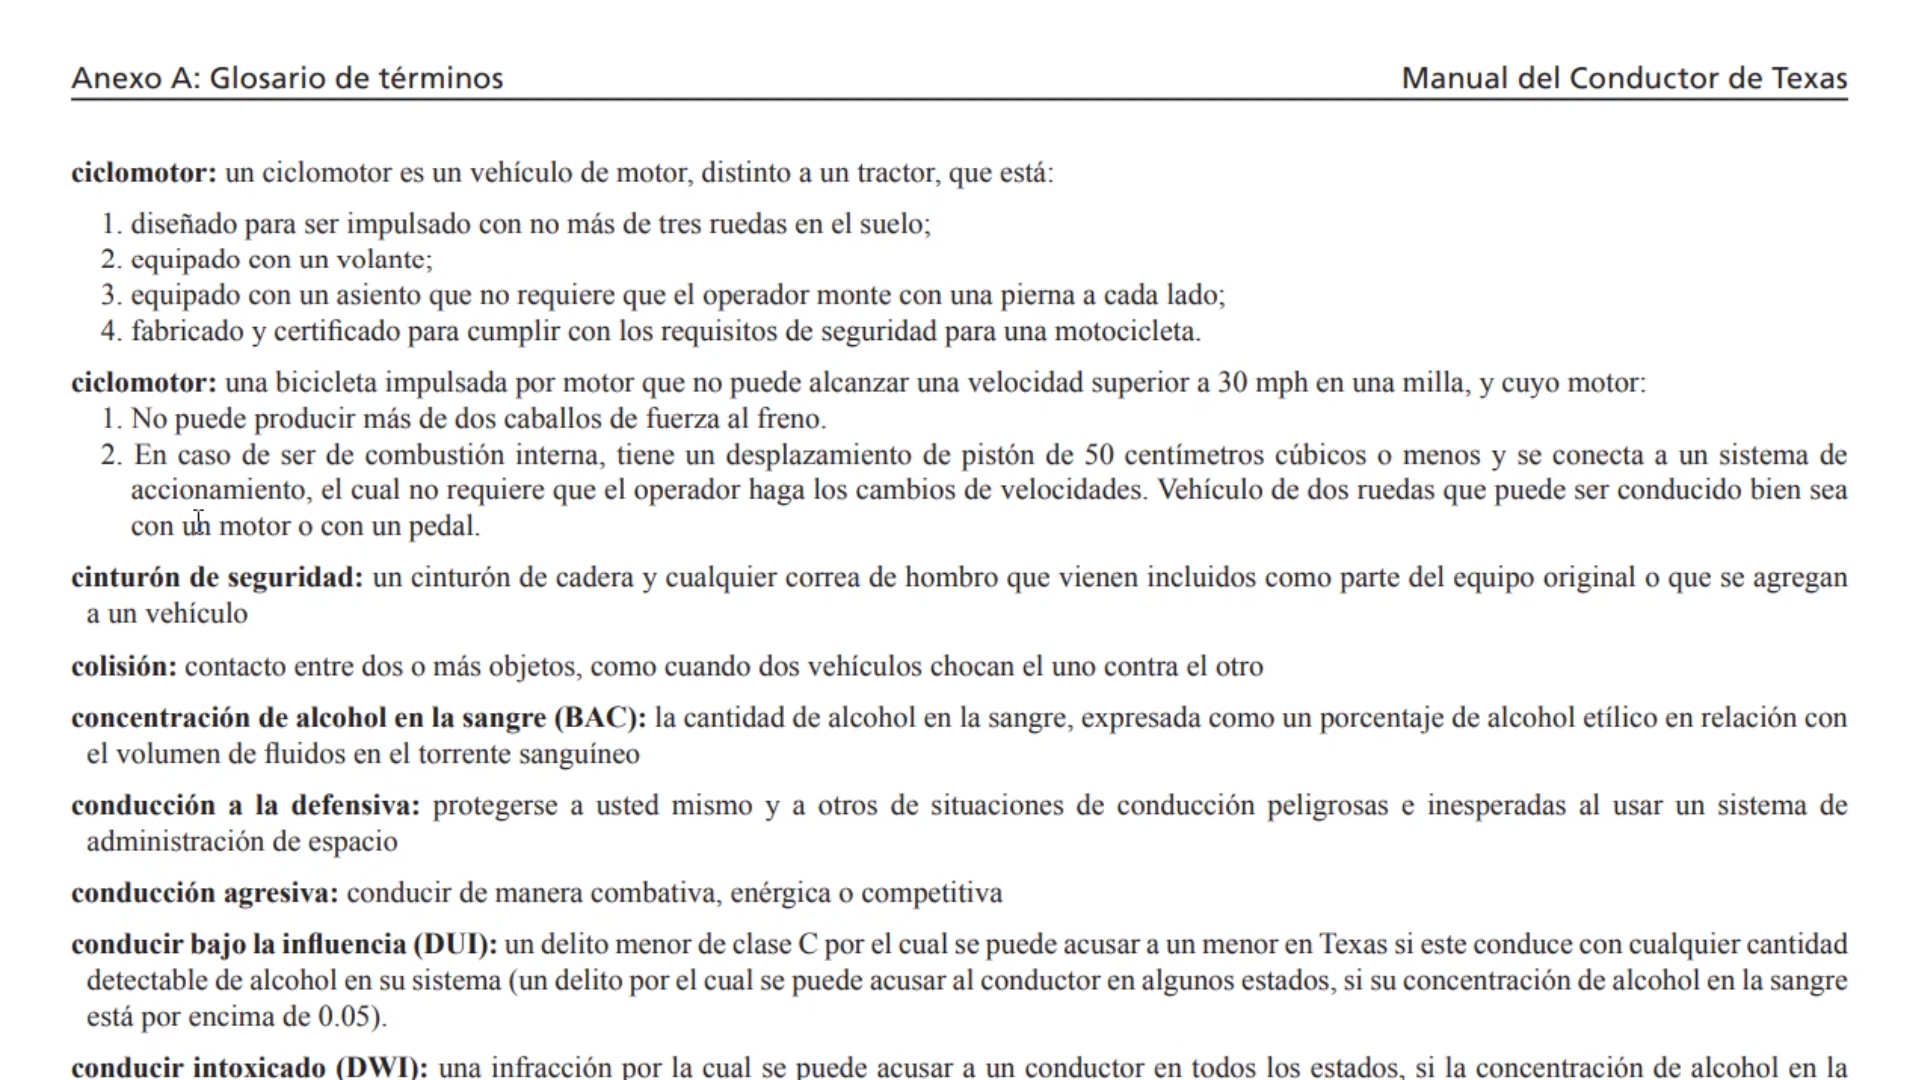 Anexo A: Glosario de términos
Manual del Conductor de Texas
ciclomotor: un ciclomotor es un vehículo de motor, distinto a un tractor, que está:
1. diseñado para ser impulsado con no más de tres ruedas en el suelo;
2. equipado con un volante;
3. equipado con un asiento que no requiere que el operador monte con una pierna a cada lado;
4. fabricado y certificado para cumplir con los requisitos de seguridad para una motocicleta.
ciclomotor: una bicicleta impulsada por motor que no puede alcanzar una velocidad superior a 30 mph en una milla, y cuyo motor:
1. No puede producir más de dos caballos de fuerza al freno.
2. En caso de ser de combustión interna, tiene un desplazamiento de pistón de 50 centímetros cúbicos o menos y se conecta a un sistema de
accionamiento, el cual no requiere que el operador haga los cambios de velocidades. Vehículo de dos ruedas que puede ser conducido bien sea
con un motor o con un pedal.
cinturón de seguridad: un cinturón de cadera y cualquier correa de hombro que vienen incluidos como parte del equipo original o que se agregan
a un vehículo
colisión: contacto entre dos o más objetos, como cuando dos vehículos chocan el uno contra el otro
concentración de alcohol en la sangre (BAC): la cantidad de alcohol en la sangre, expresada como un porcentaje de alcohol etílico en relación con
el volumen de fluidos en el torrente sanguíneo
conducción a la defensiva: protegerse a usted mismo y a otros de situaciones de conducción peligrosas e inesperadas al usar un sistema de
administración de espacio
conducción agresiva: conducir de manera combativa, enérgica o competitiva
conducir bajo la influencia (DUI): un delito menor de clase C por el cual se puede acusar a un menor en Texas si este conduce con cualquier cantidad
detectable de alcohol en su sistema (un delito por el cual se puede acusar al conductor en algunos estados, si su concentración de alcohol en la sangre
está por encima de 0.05).
conducir intoxicado (DWI): una infracción por la cual se puede acusar a un conductor en todos los estados, si la concentración de alcohol en la